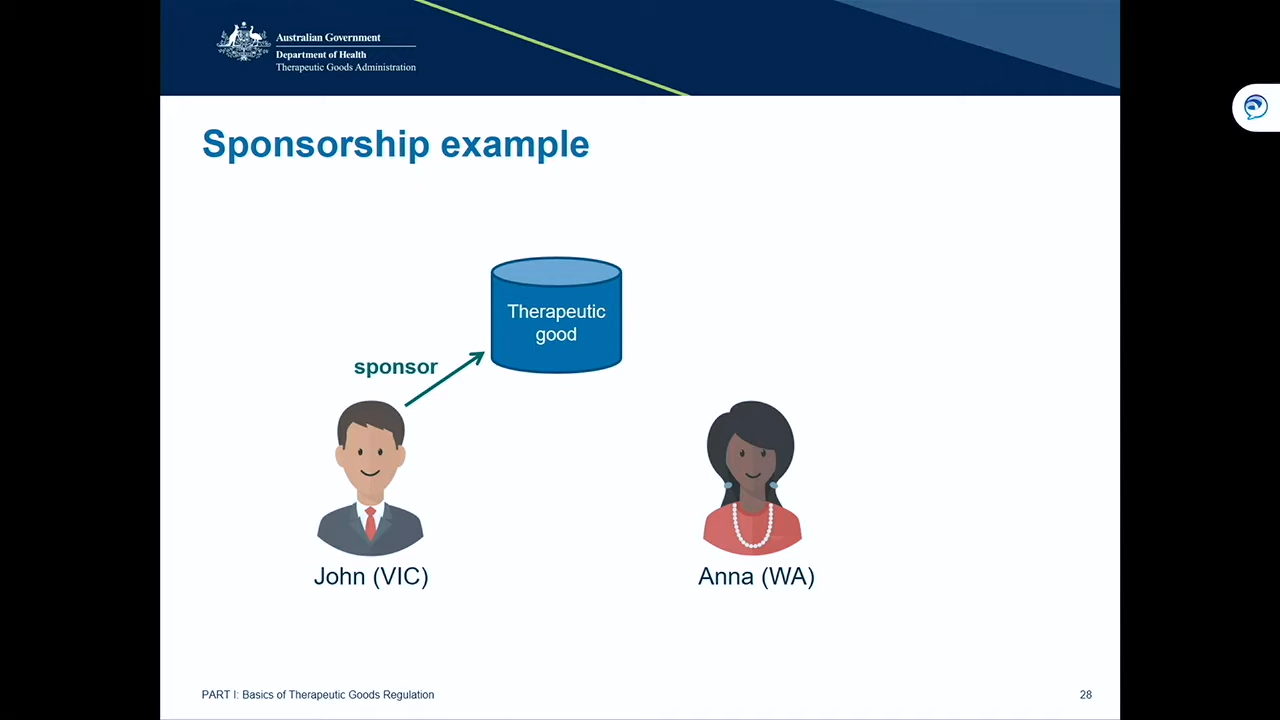 Australian Government
Department of Health
Therapeutic Goods Administration
Sponsorship example
Therapeutic
good
sponsor
John (VIC)
Anna (WA)
PART I: Basics of Therapeutic Goods Regulation
28